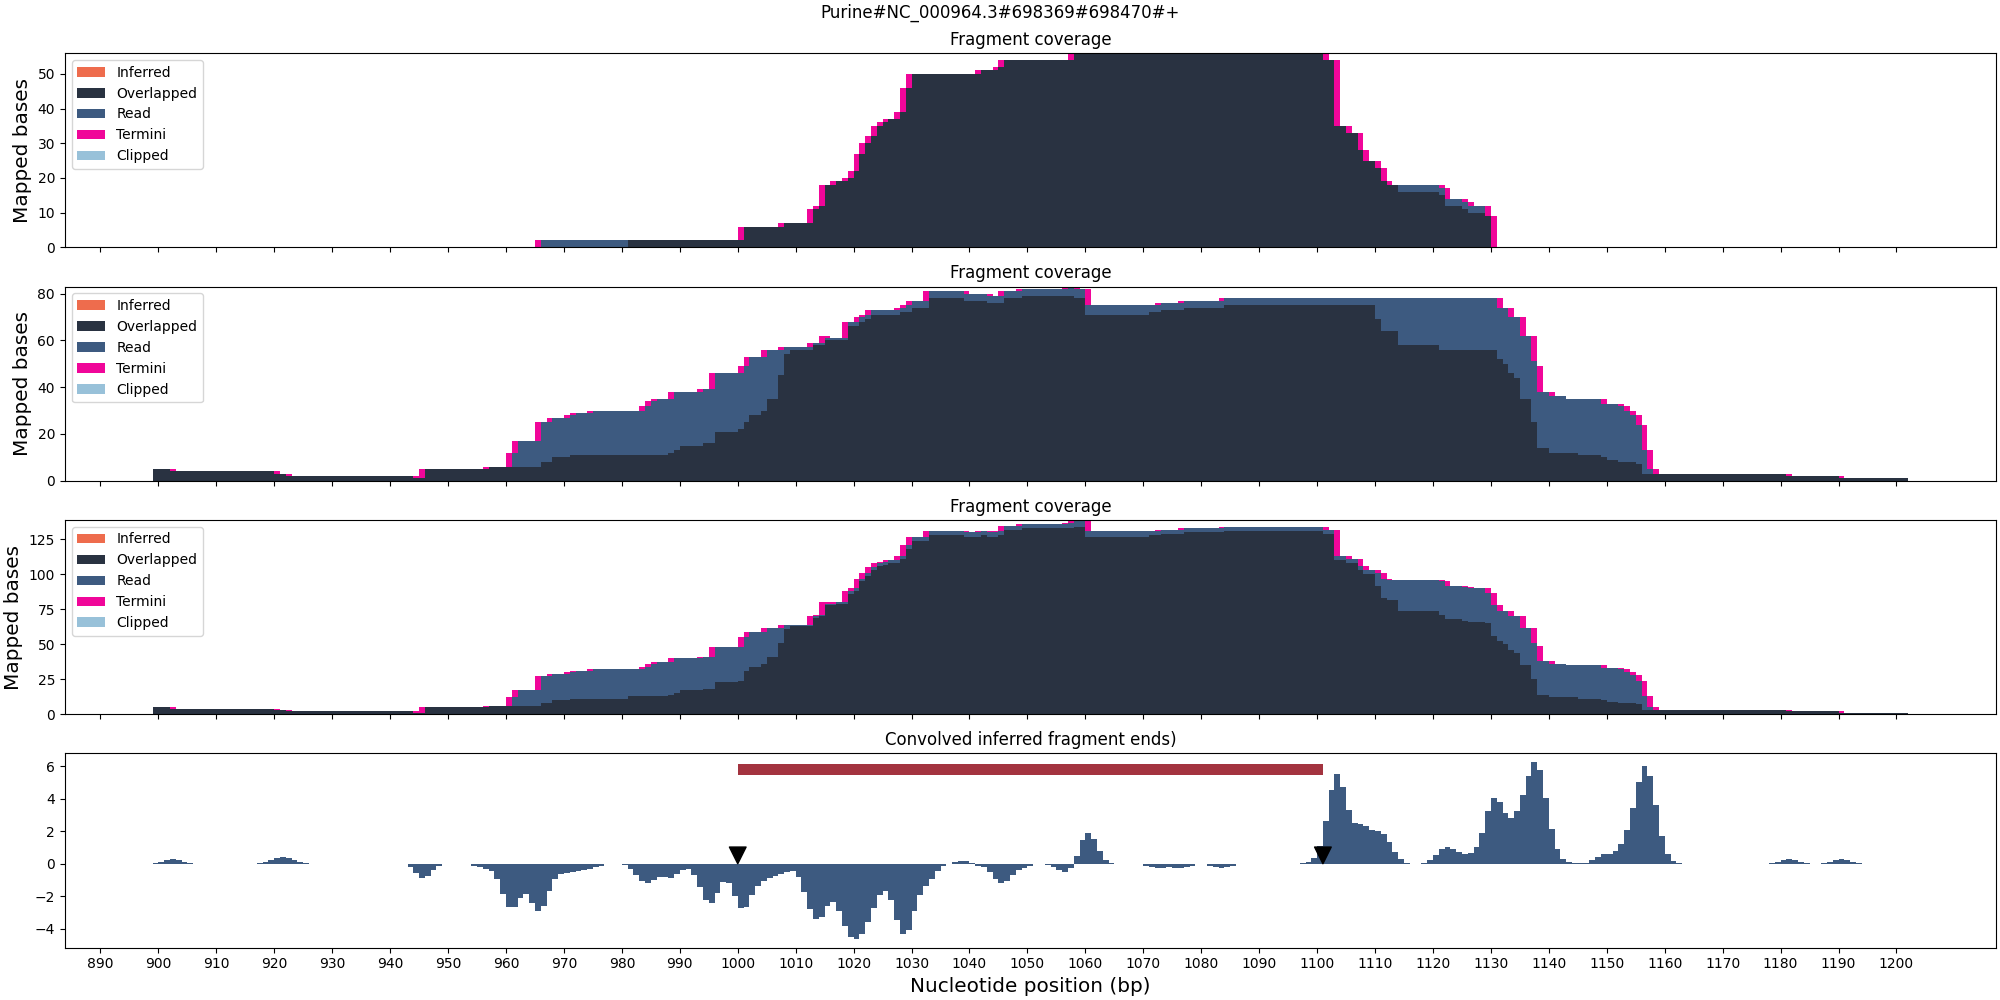 Purine#NC_000964.3#698369#698470#+
Fragment coverage
Mapped bases
50
40
30
20
10
0
Inferred
Overlapped
Read
Termini
Clipped
Fragment coverage
Mapped bases
80
60
40
20
0
Inferred
Overlapped
Read
Termini
Clipped
Fragment coverage
Mapped bases
125
100
75
50
25
0
Inferred
Overlapped
Read
Termini
Clipped
Convolved inferred fragment ends)
6
4
2
0
−2
−4
890 900 910 920 930 940 950 960 970 980 990 1000 1010 1020 1030 1040 1050 1060 1070 1080 1090 1100 1110 1120 1130 1140 1150 1160 1170 1180 1190 1200
Nucleotide position (bp)